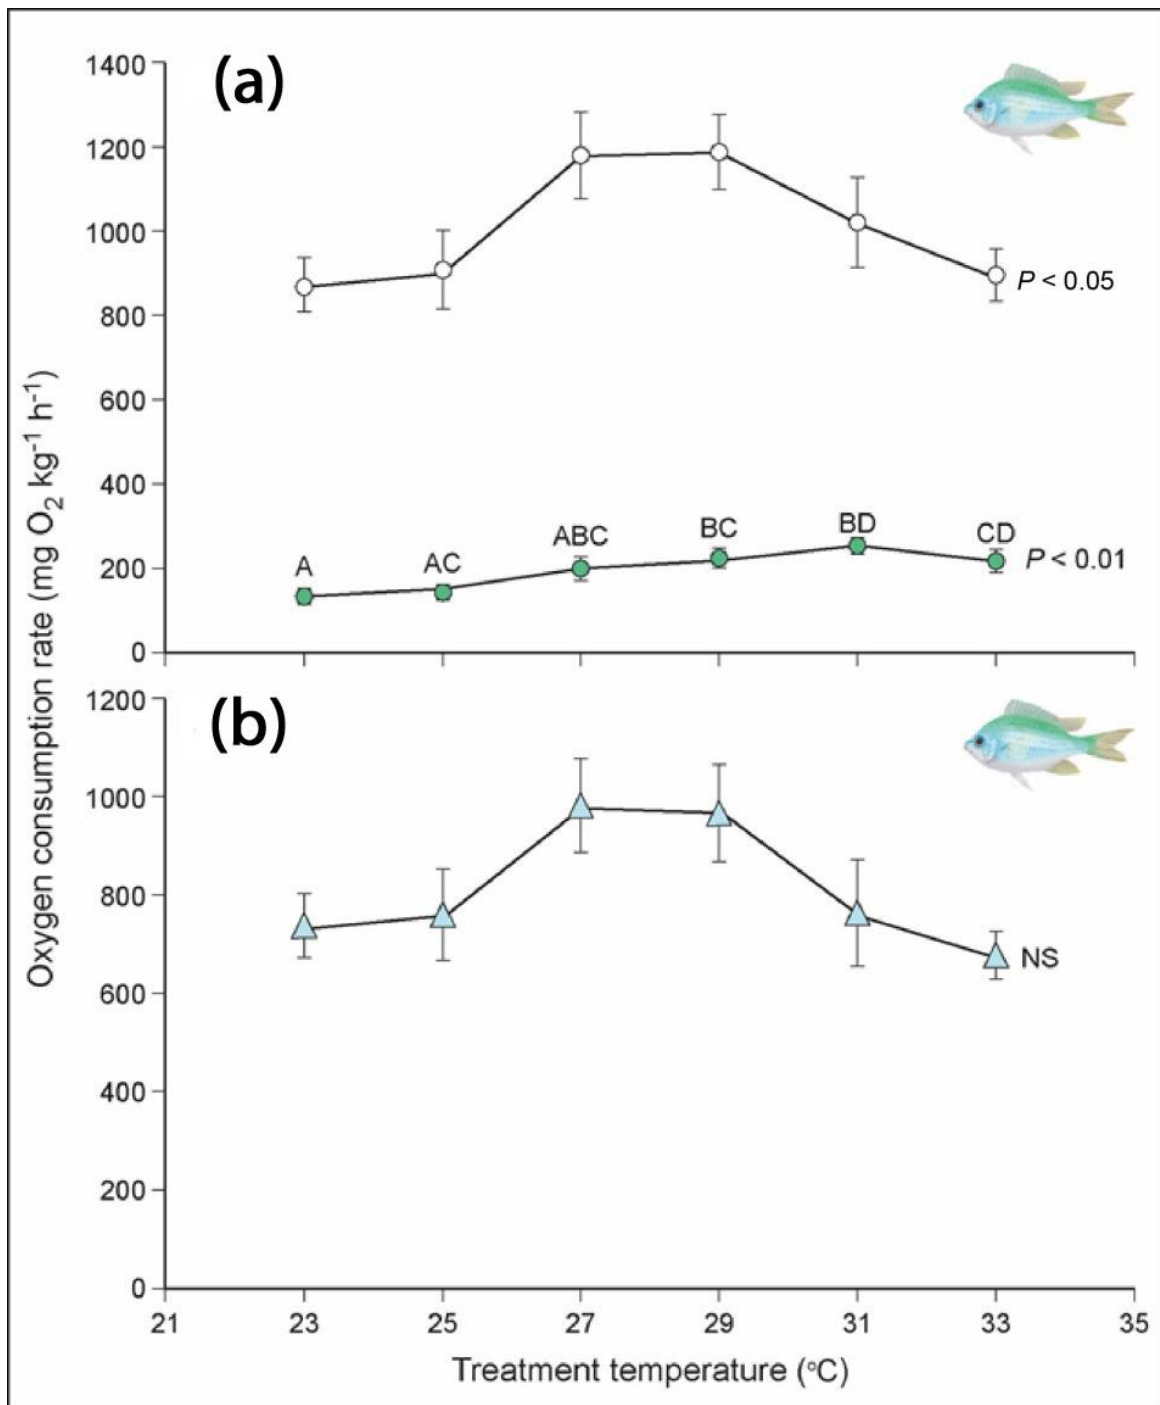 (a)
1400
1200
1000
800
600
400
200
0
P < 0.05
A
AC
ABC
BC
BD
CD
P < 0.01
Oxygen consumption rate (mg O₂ kg⁻¹ h⁻¹)
(b)
1200
1000
800
600
400
200
0
NS
21 23 25 27 29 31 33 35
Treatment temperature (°C)